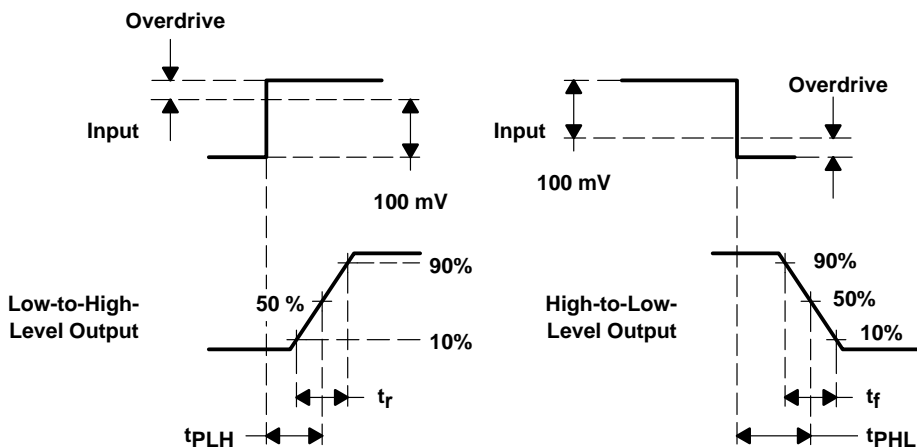 Overdrive
Input
100 mV
90%
50 %
10%
Low-to-High-
Level Output
tr
tPLH
Overdrive
Input
100 mV
90%
50%
10%
High-to-Low-
Level Output
tf
tPHL